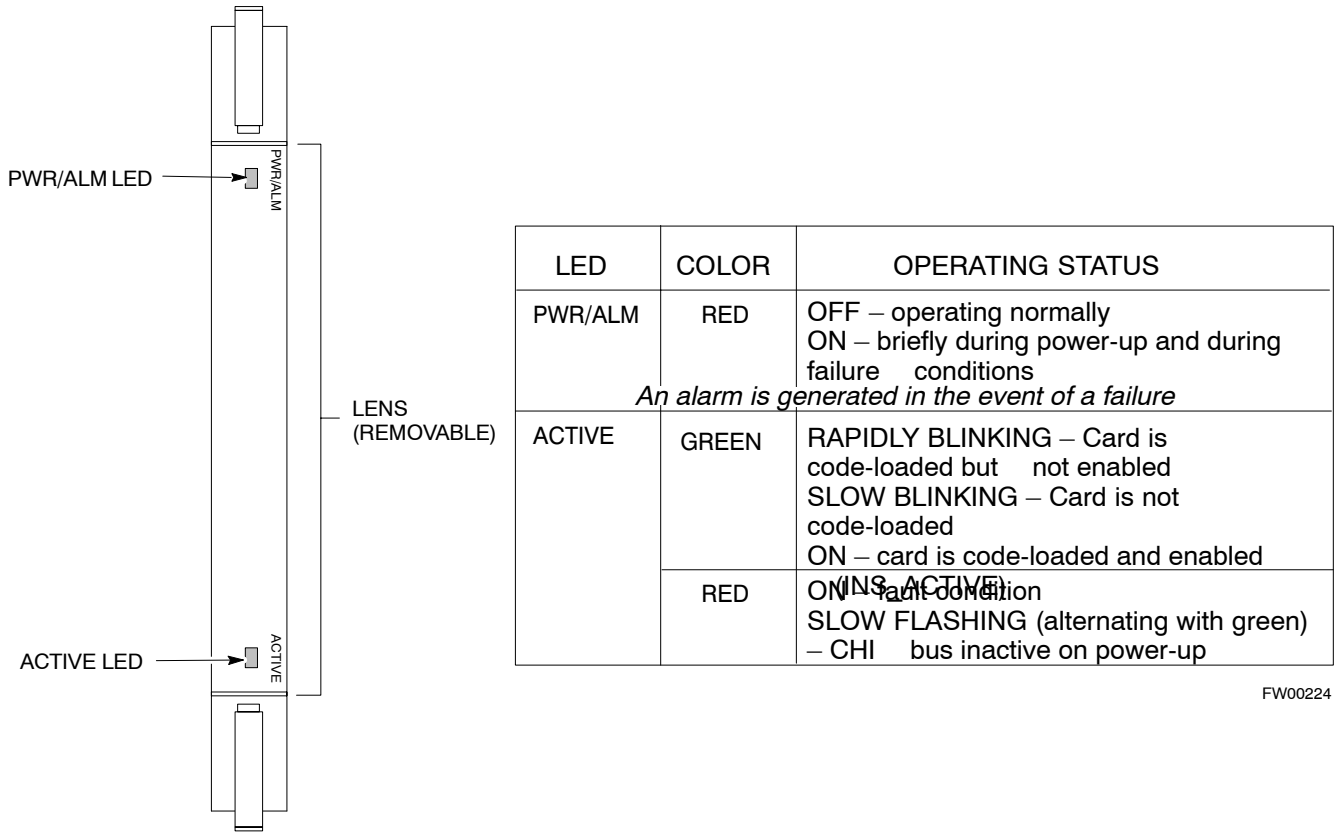 PWR/ALM LED
PWR/ALM
LENS
(REMOVABLE)
ACTIVE LED
ACTIVE
LED COLOR OPERATING STATUS
PWR/ALM RED OFF – operating normally
ON – briefly during power-up and during
failure conditions
An alarm is generated in the event of a failure
ACTIVE GREEN RAPIDLY BLINKING – Card is
code-loaded but not enabled
SLOW BLINKING – Card is not
code-loaded
ON – card is code-loaded and enabled
(INS_ACTIVE)
RED ON – fault condition
SLOW FLASHING (alternating with green)
– CHI bus inactive on power-up
FW00224